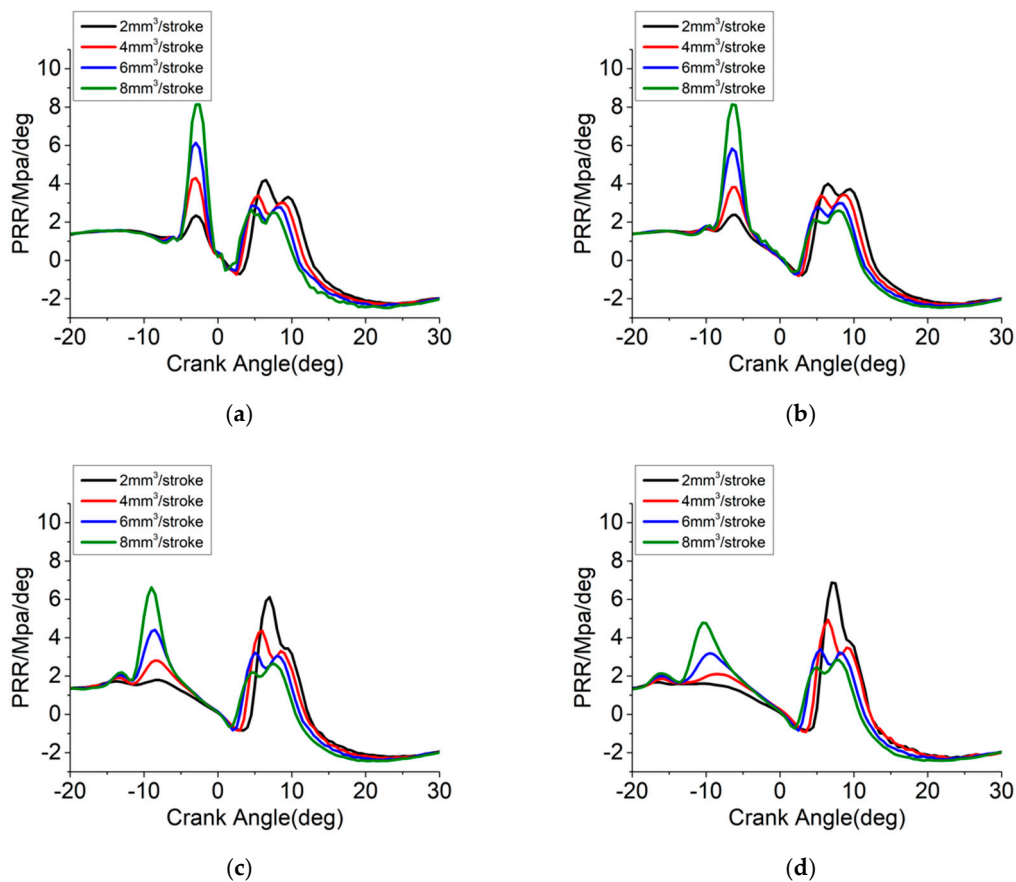 2mm³/stroke
4mm³/stroke
6mm³/stroke
8mm³/stroke
PRR/Mpa/deg
10
8
6
4
2
0
-2
-20 -10 0 10 20 30
Crank Angle(deg)
(a)
2mm³/stroke
4mm³/stroke
6mm³/stroke
8mm³/stroke
PRR/Mpa/deg
10
8
6
4
2
0
-2
-20 -10 0 10 20 30
Crank Angle(deg)
(b)
2mm³/stroke
4mm³/stroke
6mm³/stroke
8mm³/stroke
PRR/Mpa/deg
10
8
6
4
2
0
-2
-20 -10 0 10 20 30
Crank Angle(deg)
(c)
2mm³/stroke
4mm³/stroke
6mm³/stroke
8mm³/stroke
PRR/Mpa/deg
10
8
6
4
2
0
-2
-20 -10 0 10 20 30
Crank Angle(deg)
(d)